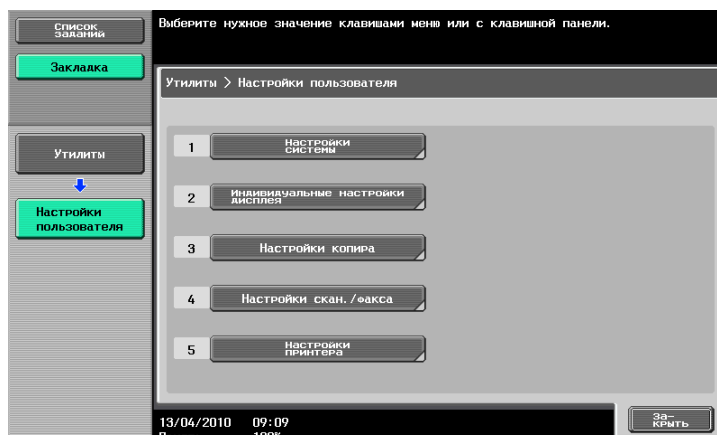 Список
заданий
Выберите нужное значение клавишами меню или с клавишной панели.
Закладка
Утилиты > Настройки пользователя
Утилиты
Настройки
пользователя
1 Настройки
системы
2 Индивидуальные настройки
дисплея
3 Настройки копира
4 Настройки скан./факса
5 Настройки
принтера
13/04/2010 09:09
За-
крыть